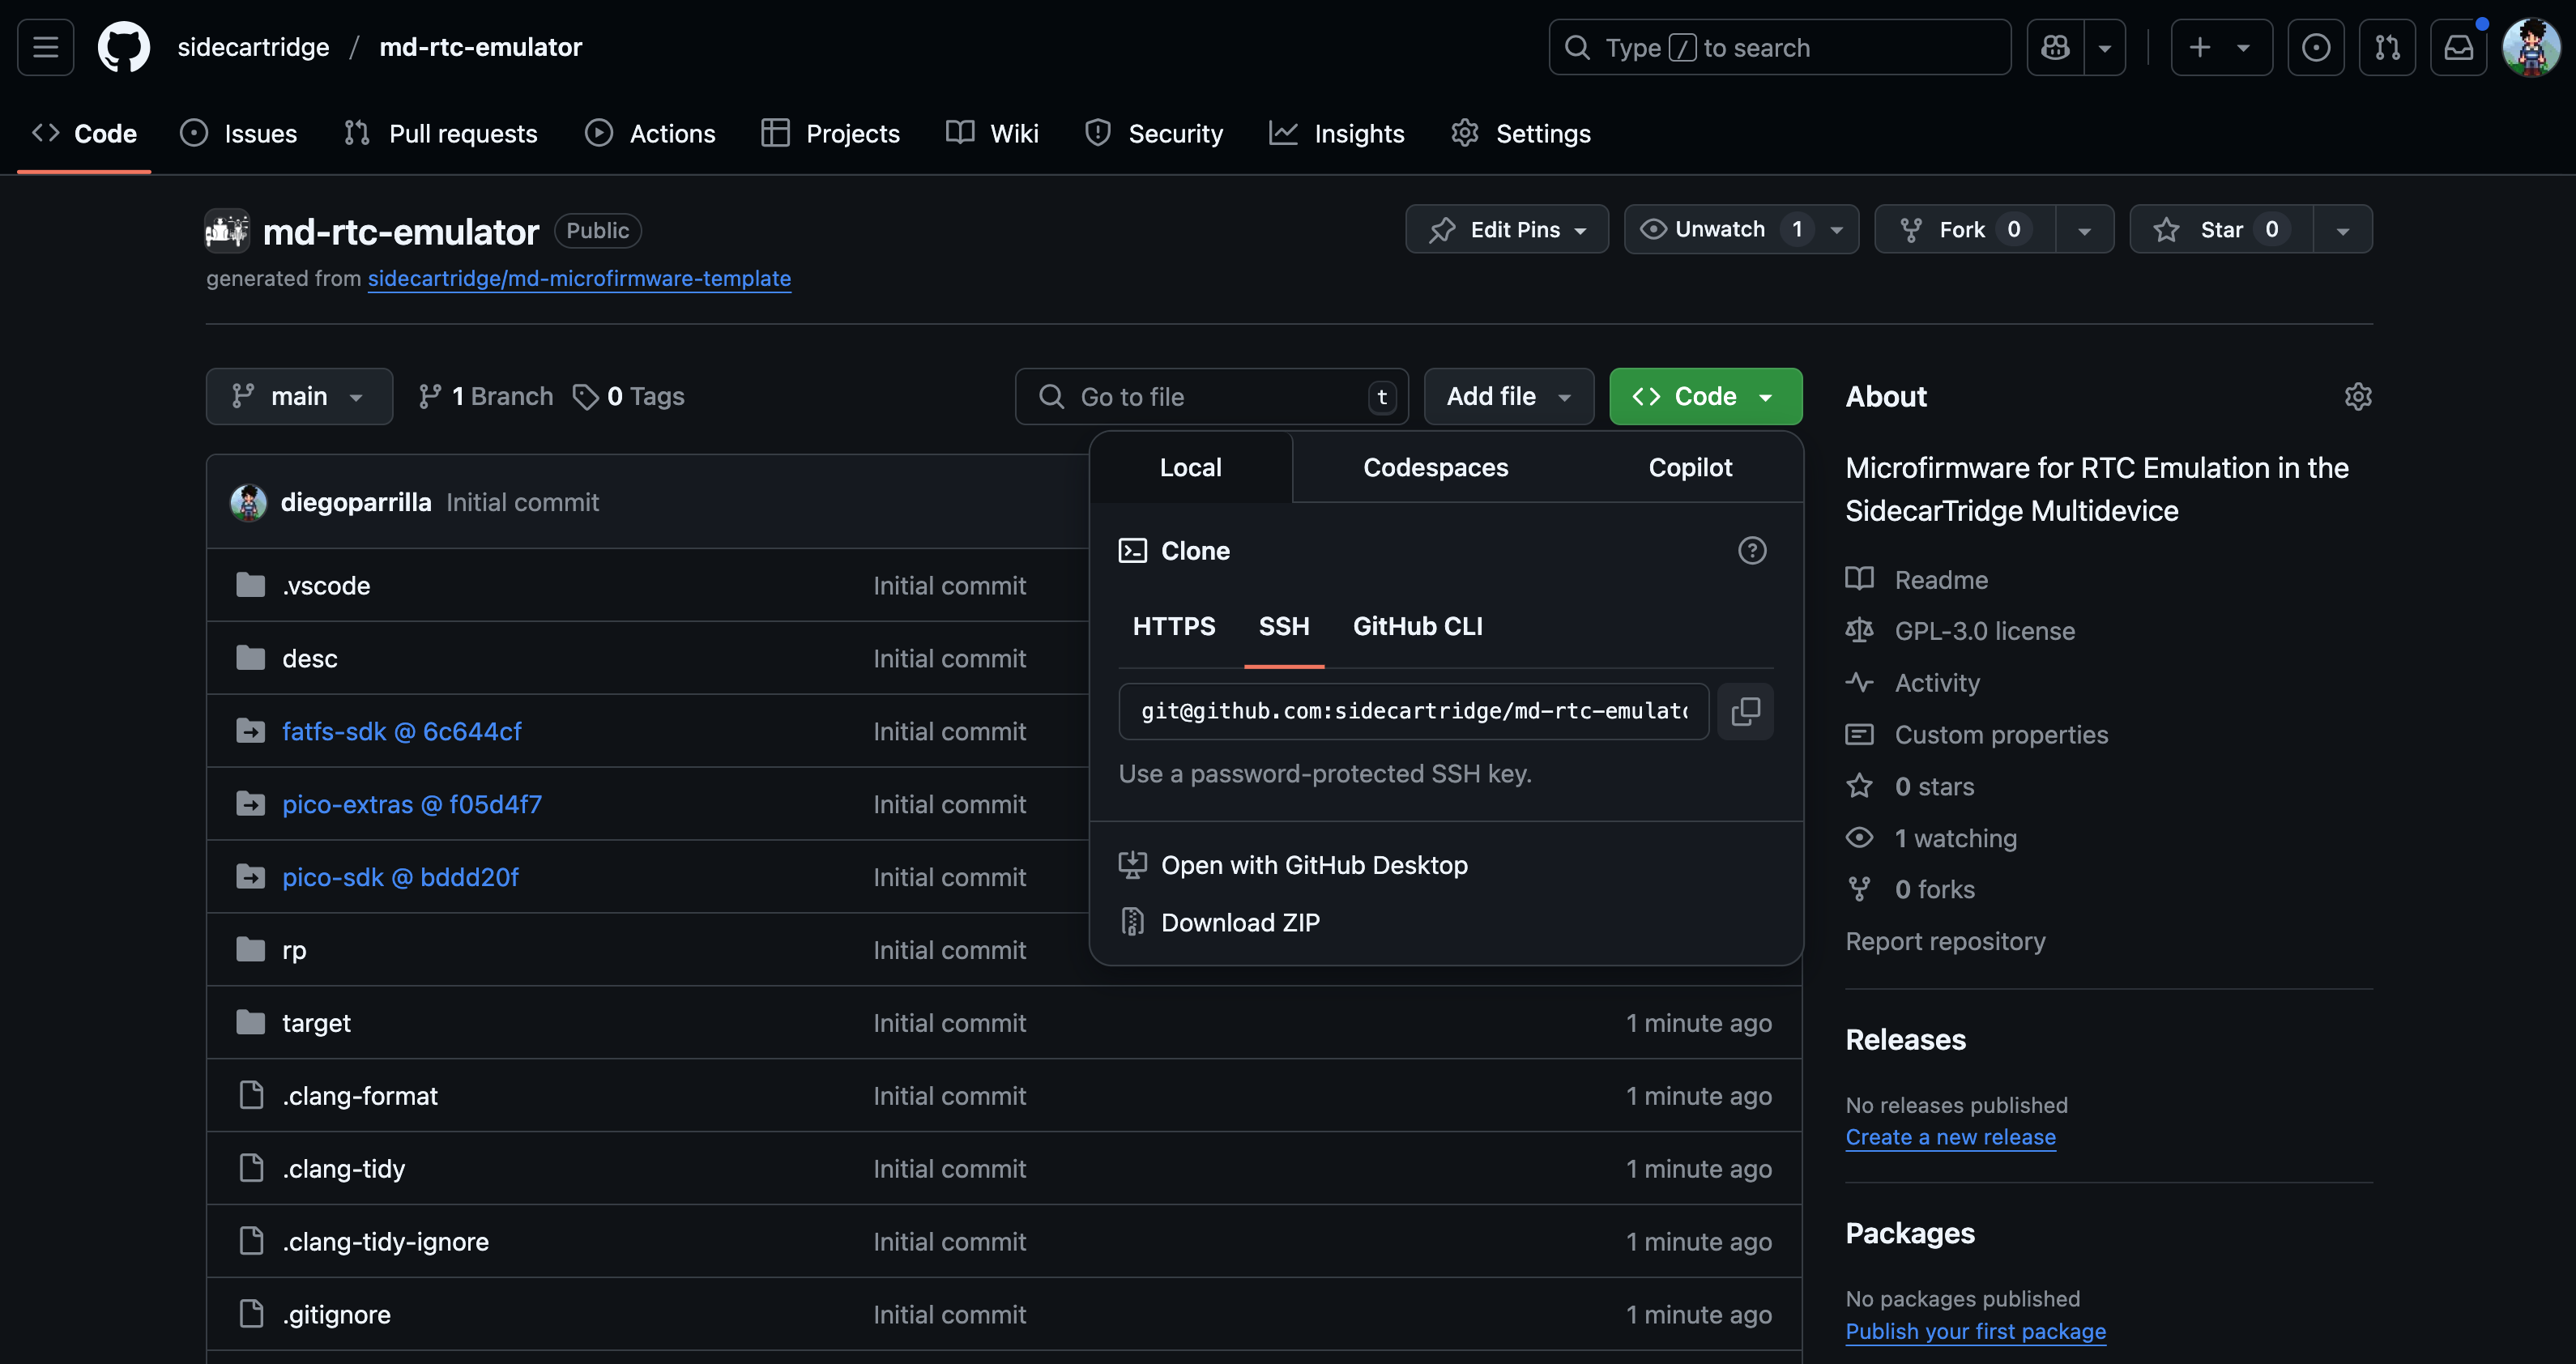 sidecartridge / md-rtc-emulator
Type / to search
Code Issues Pull requests Actions Projects Wiki Security Insights Settings
md-rtc-emulator Public
Edit Pins Unwatch 1 Fork 0 Star 0
generated from sidecartridge/md-microfirmware-template
main 1 Branch 0 Tags
Go to file t Add file Code
diegoparrilla Initial commit
.vscode Initial commit
desc Initial commit
fatfs-sdk @ 6c644cf Initial commit
pico-extras @ f05d4f7 Initial commit
pico-sdk @ bddd20f Initial commit
rp Initial commit
target Initial commit 1 minute ago
.clang-format Initial commit 1 minute ago
.clang-tidy Initial commit 1 minute ago
.clang-tidy-ignore Initial commit 1 minute ago
.gitignore Initial commit 1 minute ago
Local Codespaces Copilot
Clone
HTTPS SSH GitHub CLI
git@github.com:sidecartridge/md-rtc-emulato
Use a password-protected SSH key.
Open with GitHub Desktop
Download ZIP
About
Microfirmware for RTC Emulation in the
SidecarTridge Multidevice
Readme
GPL-3.0 license
Activity
Custom properties
0 stars
1 watching
0 forks
Report repository
Releases
No releases published
Create a new release
Packages
No packages published
Publish your first package